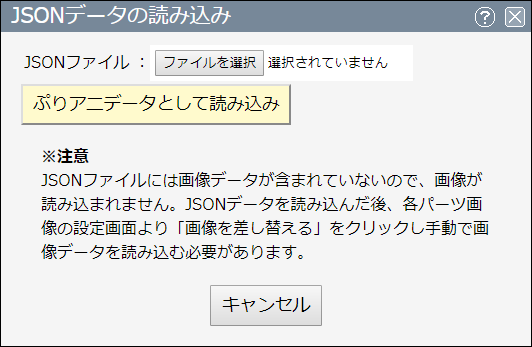 JSONデータの読み込み
JSONファイル ： ファイルを選択 選択されていません
ぷりアニデータとして読み込み
※注意
JSONファイルには画像データが含まれていないので、画像が
読み込まれません。JSONデータを読み込んだ後、各パーツ画
像の設定画面より「画像を差し替える」をクリックし手動で画
像データを読み込む必要があります。
キャンセル